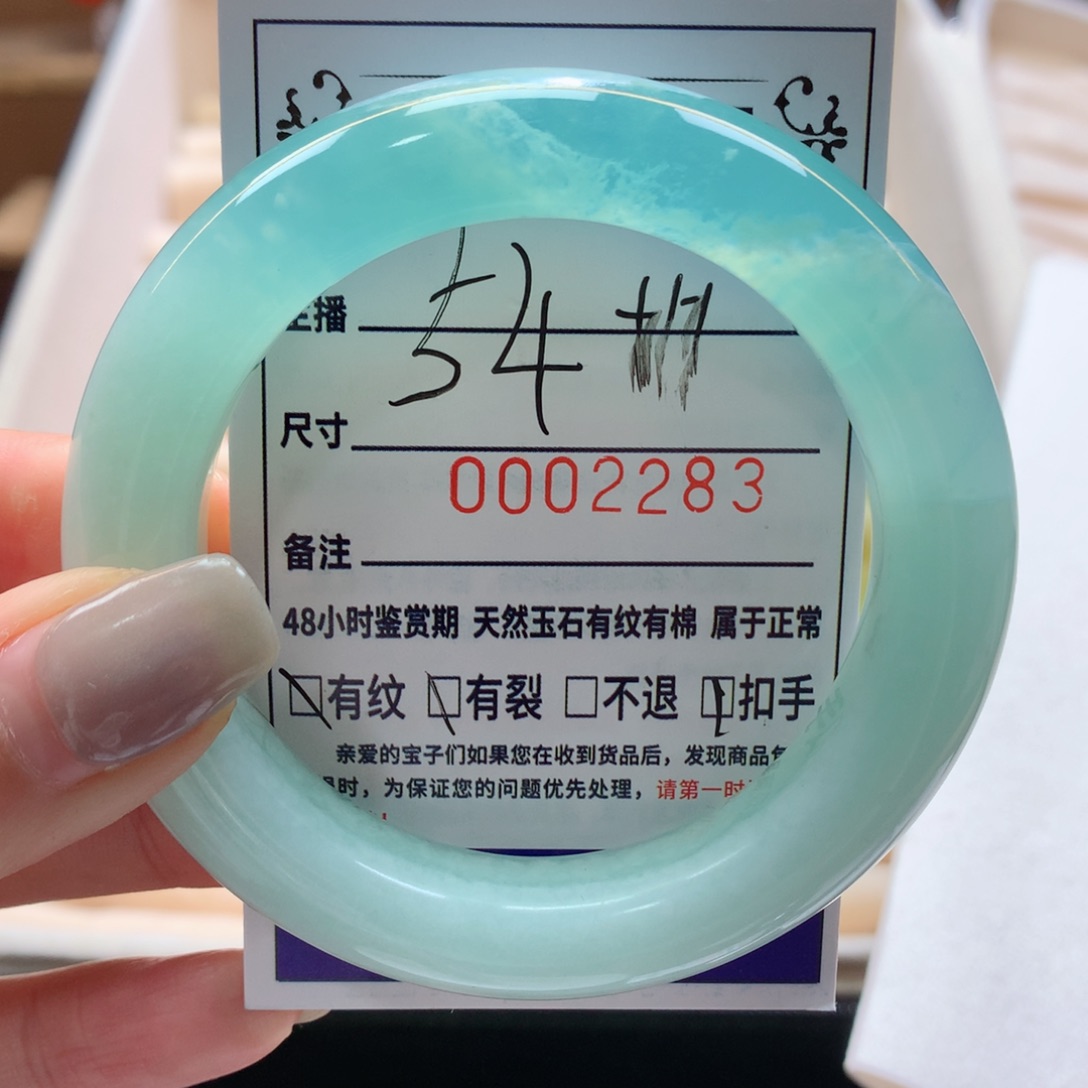 主播
54
尺寸
0002283
备注
48小时鉴赏期 天然玉石有纹有棉 属于正常
有纹 有裂 不退 扣手
亲爱的宝子们如果您在收到货品后，发现商品
时，为保证您的问题优先处理，请第一时